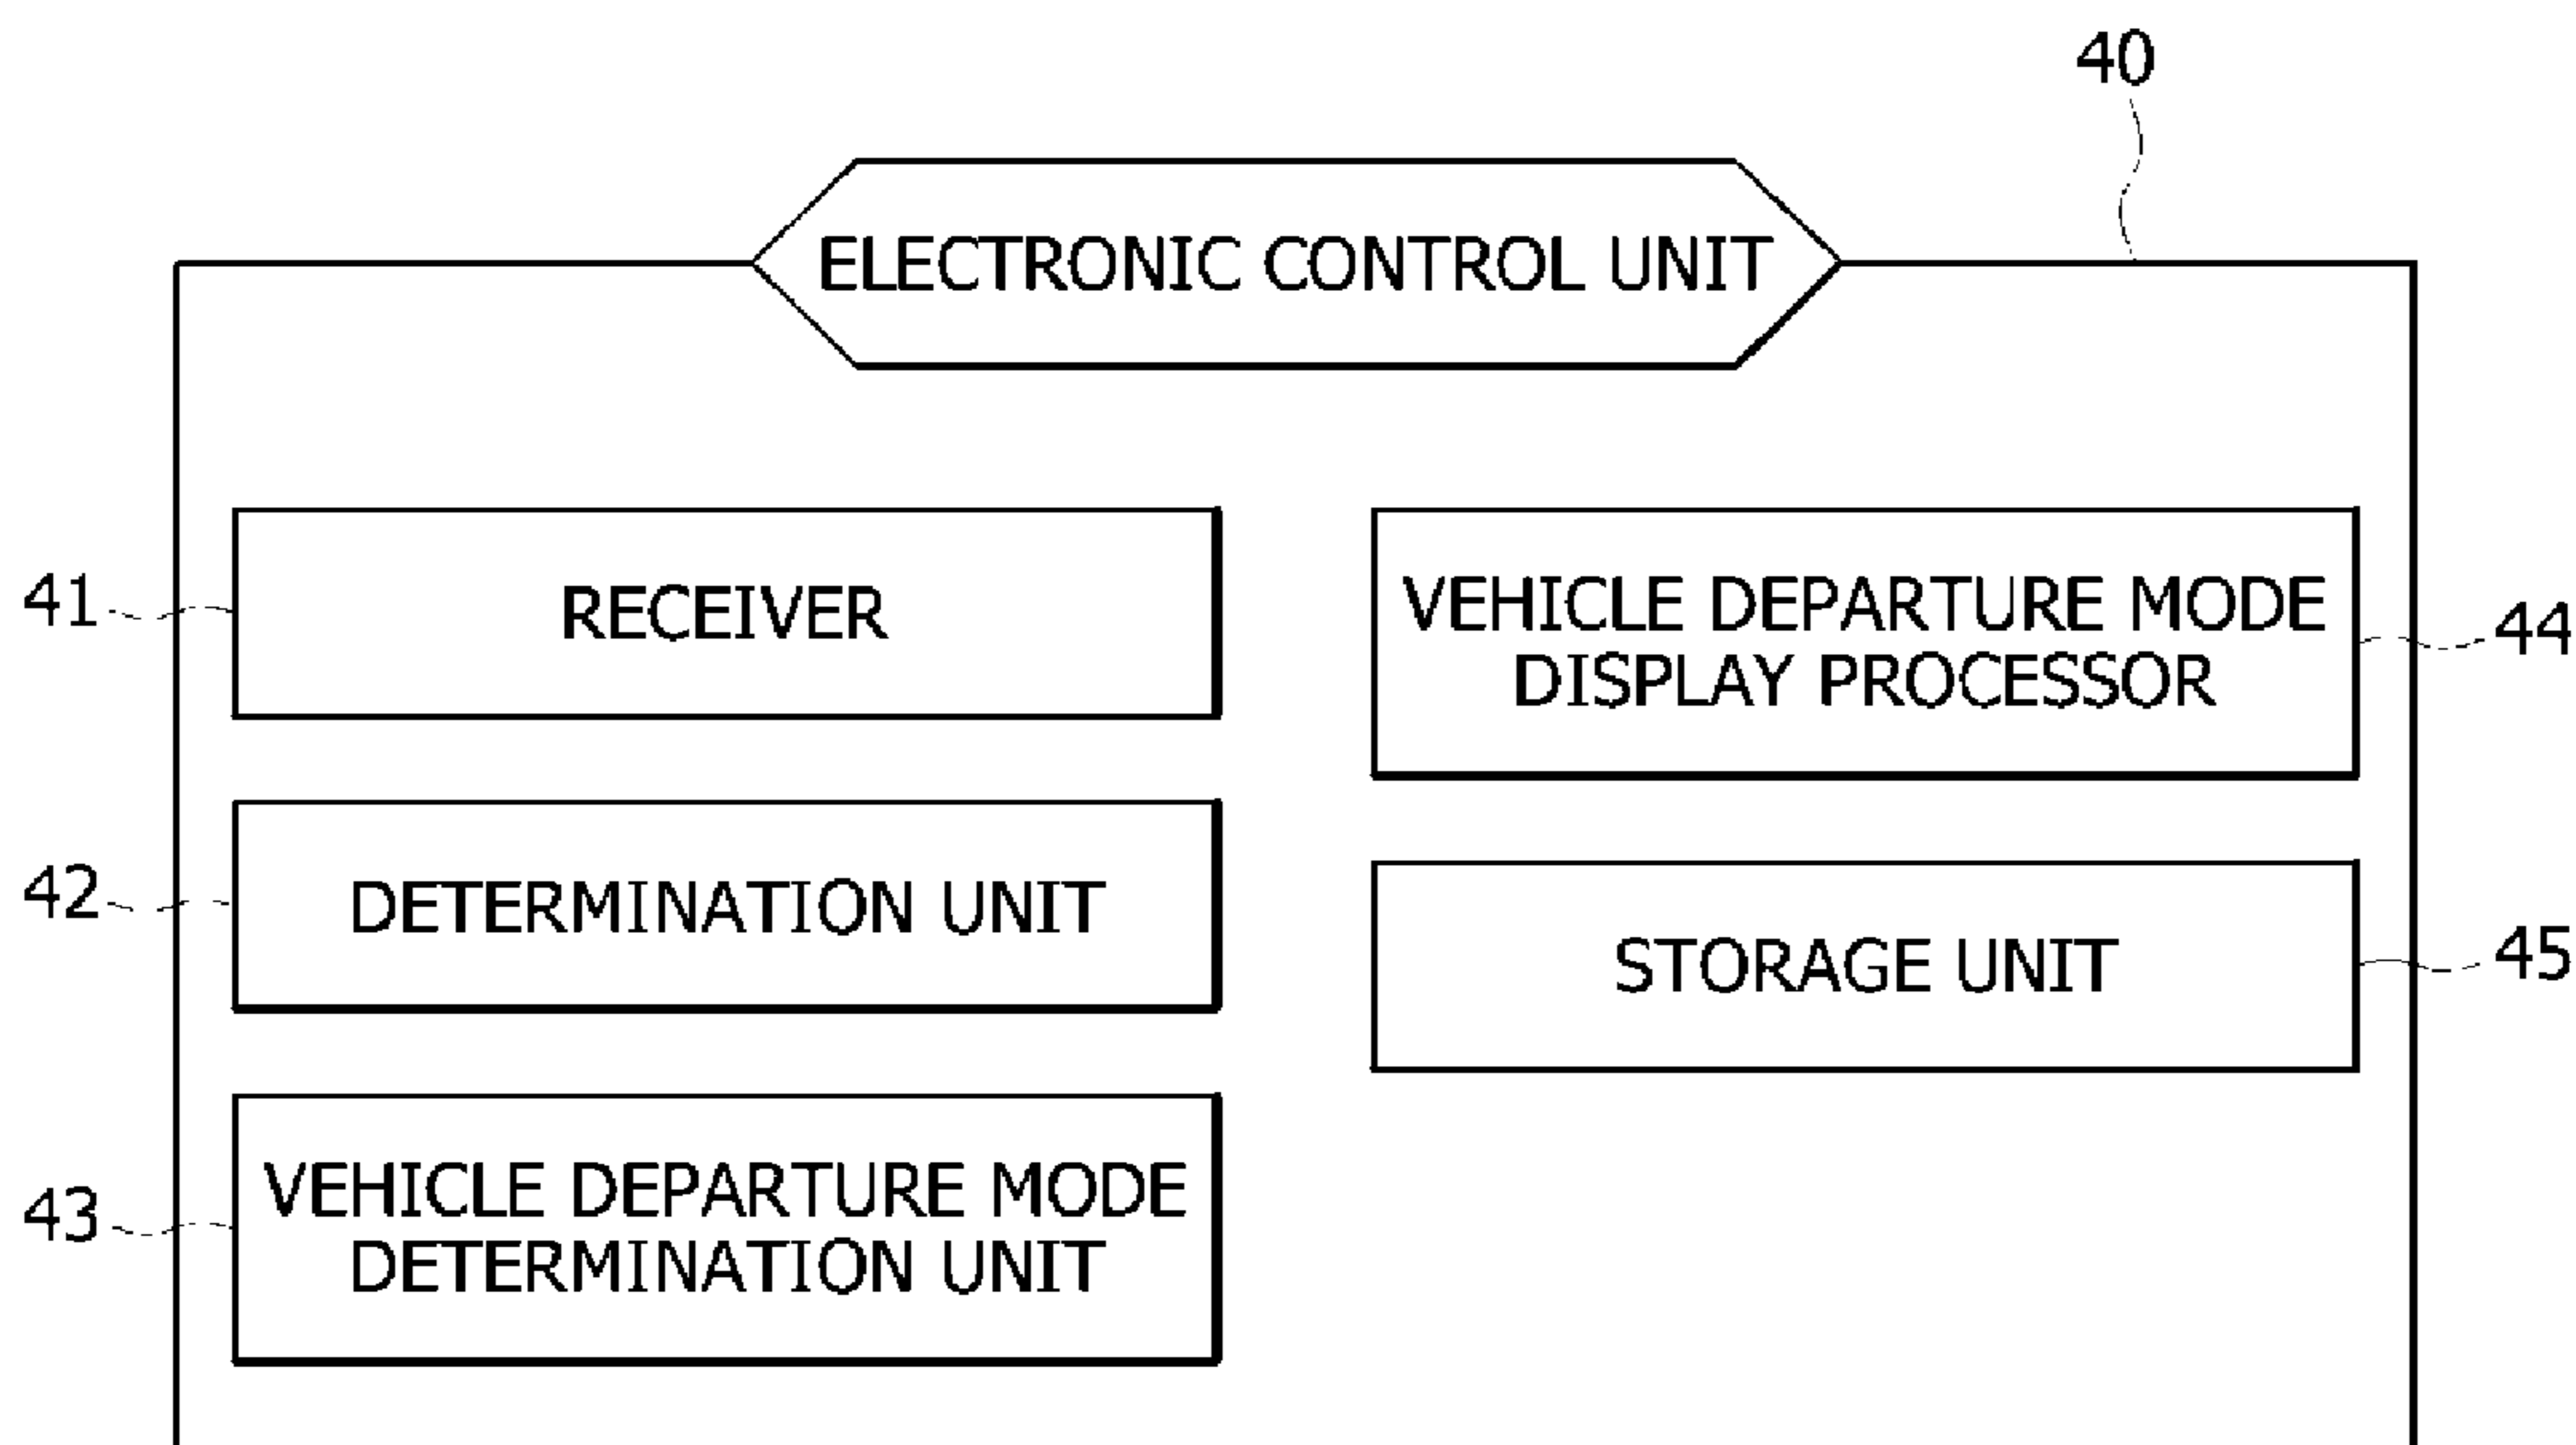 40
ELECTRONIC CONTROL UNIT
41
RECEIVER
42
DETERMINATION UNIT
43
VEHICLE DEPARTURE MODE
DETERMINATION UNIT
VEHICLE DEPARTURE MODE
DISPLAY PROCESSOR
44
STORAGE UNIT
45